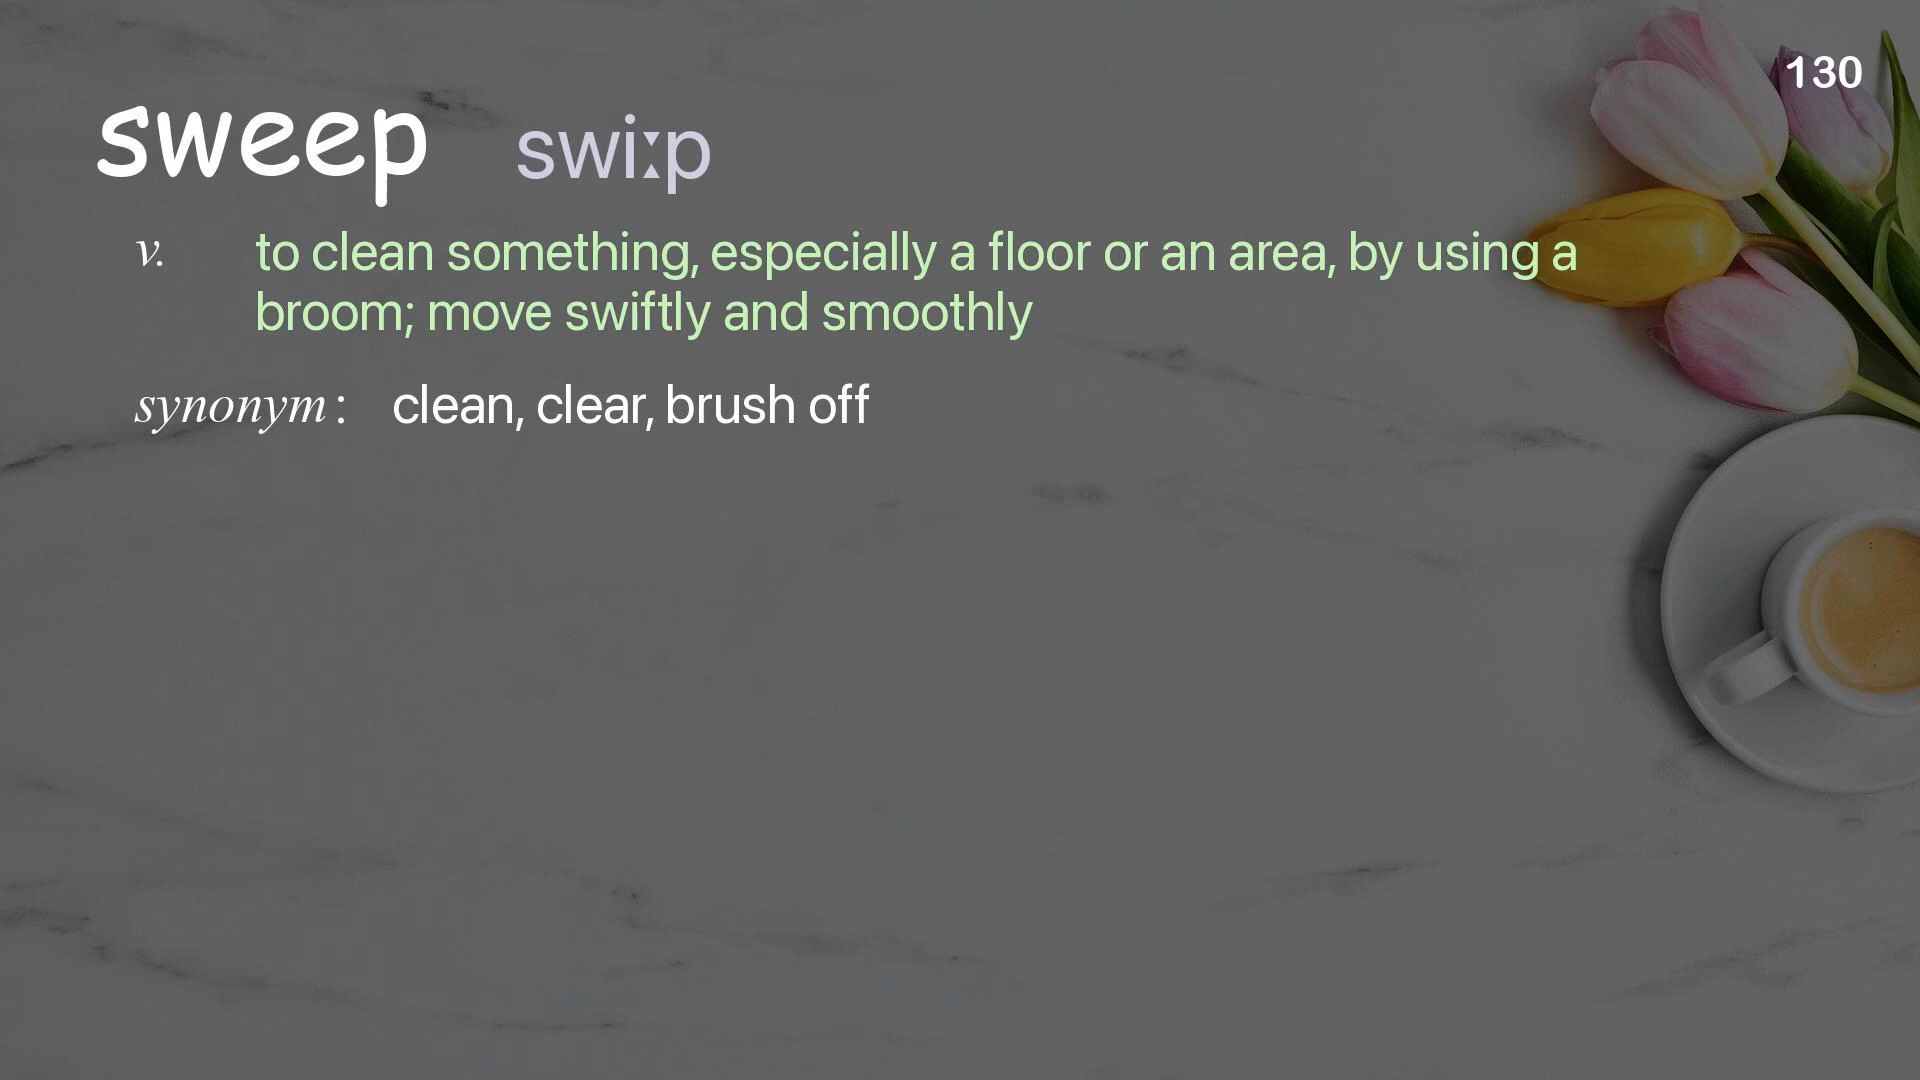 130
sweep swiːp
v. to clean something, especially a floor or an area, by using a
broom; move swiftly and smoothly
synonym : clean, clear, brush off